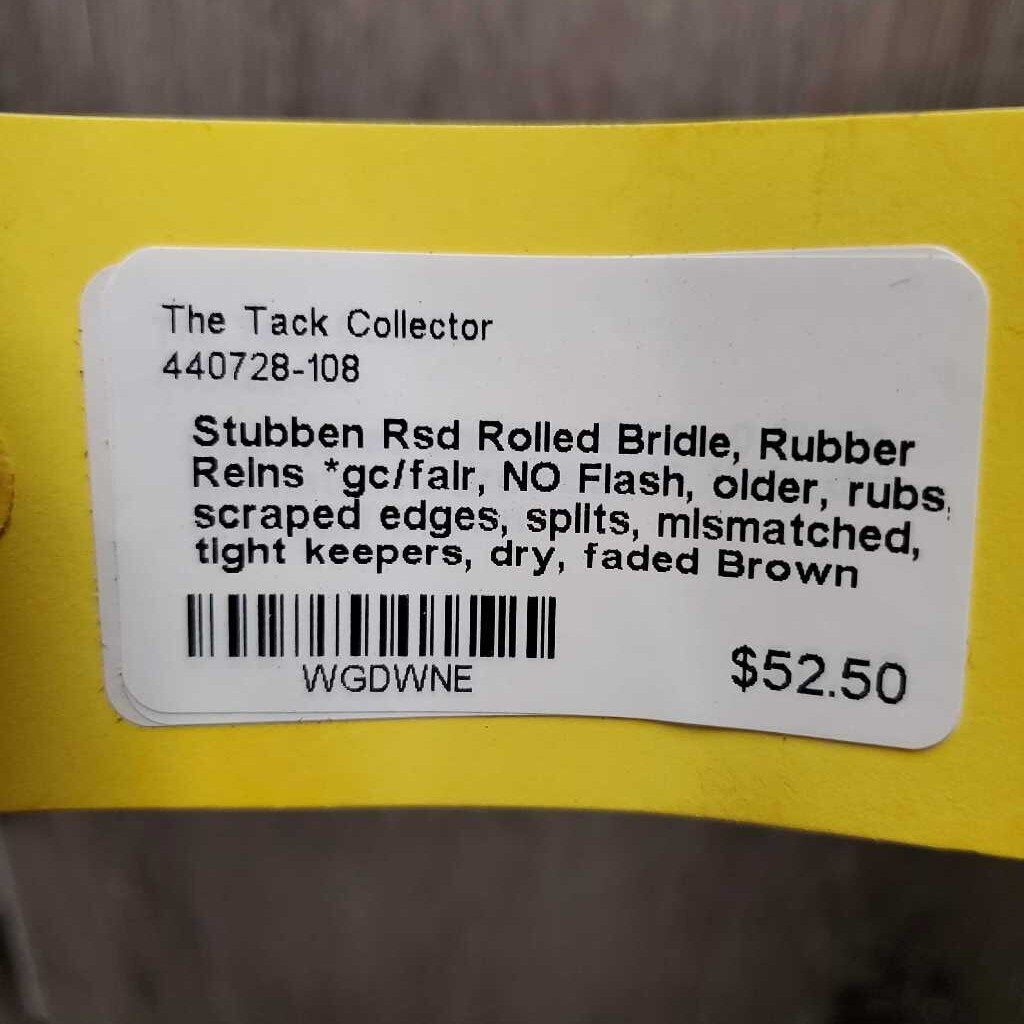 The Tack Collector
440728-108
Stubben Rsd Rolled Bridle, Rubber
Reins *gc/fair, NO Flash, older, rubs,
scraped edges, splits, mismatched,
tight keepers, dry, faded Brown
WGDWNE
$52.50